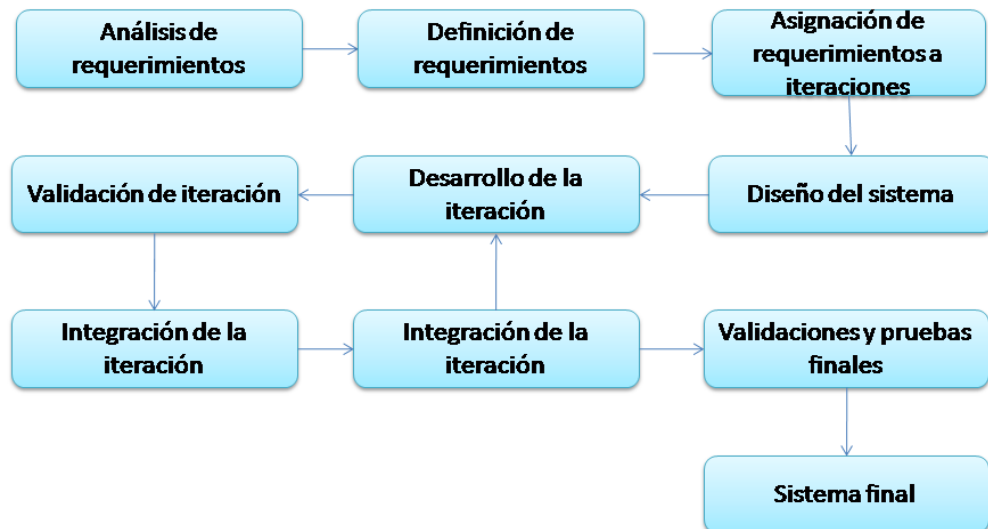 Análisis de
requerimientos
Definición de
requerimientos
Asignación de
requerimientos a
iteraciones
Validación de iteración
Desarrollo de la
iteración
Diseño del sistema
Integración de la
iteración
Integración de la
iteración
Validaciones y pruebas
finales
Sistema final